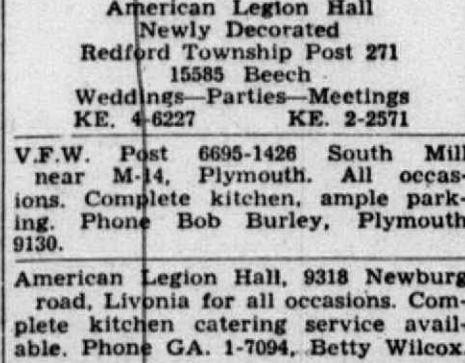 American Legion Hall
Newly Decorated
Redford Township Post 271
15585 Beech
Weddings—Parties—Meetings
KE. 4-6227 KE. 2-2571
V.F.W. Post 6695-1426 South Mill
near M-14, Plymouth. All occas-
ions. Complete kitchen, ample park-
ing. Phone Bob Burley, Plymouth
9130.
American Legion Hall, 9318 Newburg
road, Livonia for all occasions. Com-
plete kitchen catering service avail-
able. Phone GA. 1-7094, Betty Wilcox